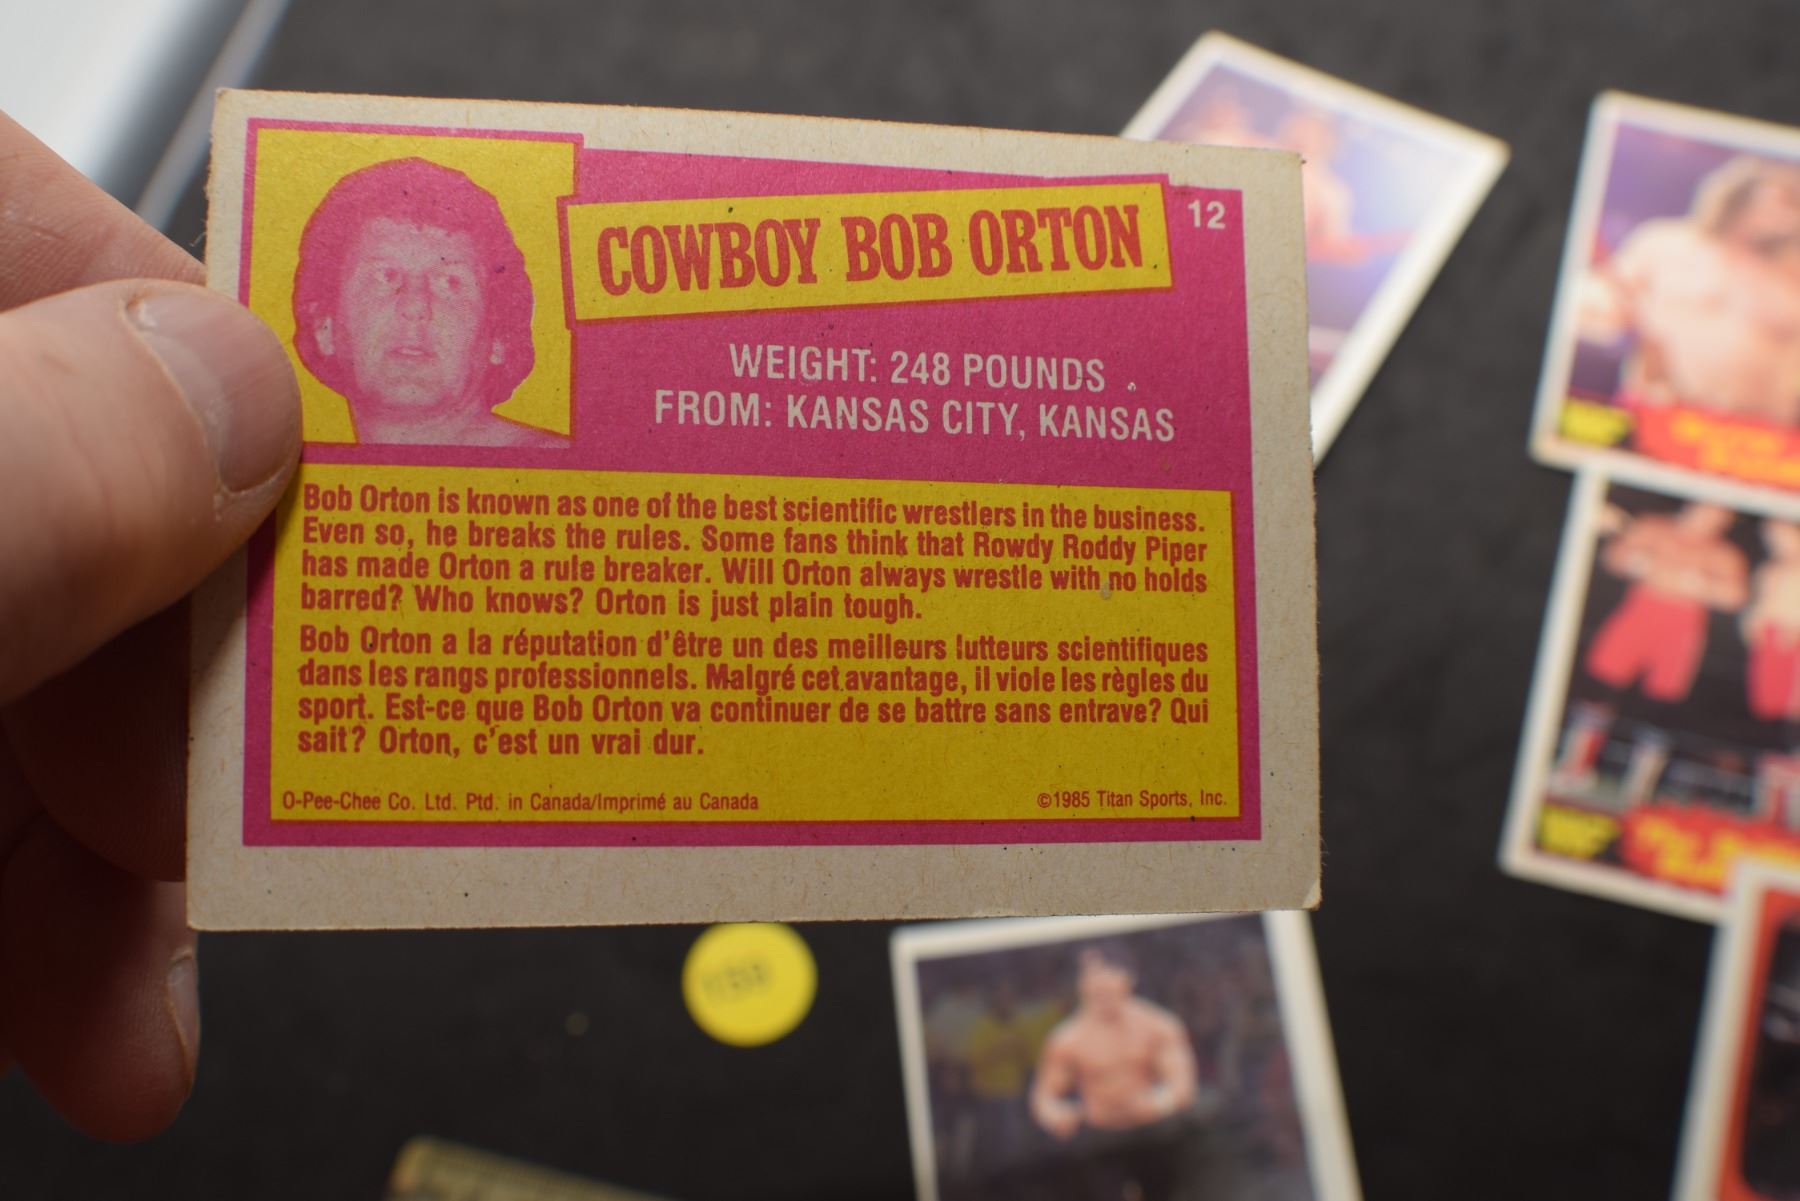 COWBOY BOB ORTON
12
WEIGHT: 248 POUNDS
FROM: KANSAS CITY, KANSAS
Bob Orton is known as one of the best scientific wrestlers in the business.
Even so, he breaks the rules. Some fans think that Rowdy Roddy Piper
has made Orton a rule breaker. Will Orton always wrestle with no holds
barred? Who knows? Orton is just plain tough.
Bob Orton a la réputation d'être un des meilleurs lutteurs scientifiques
dans les rangs professionnels. Malgré cet avantage, il viole les règles du
sport. Est-ce que Bob Orton va continuer de se battre sans entrave? Qui
sait? Orton, c'est un vrai dur.
O-Pee-Chee Co. Ltd. Ptd. in Canada/Imprimé au Canada
©1985 Titan Sports, Inc.